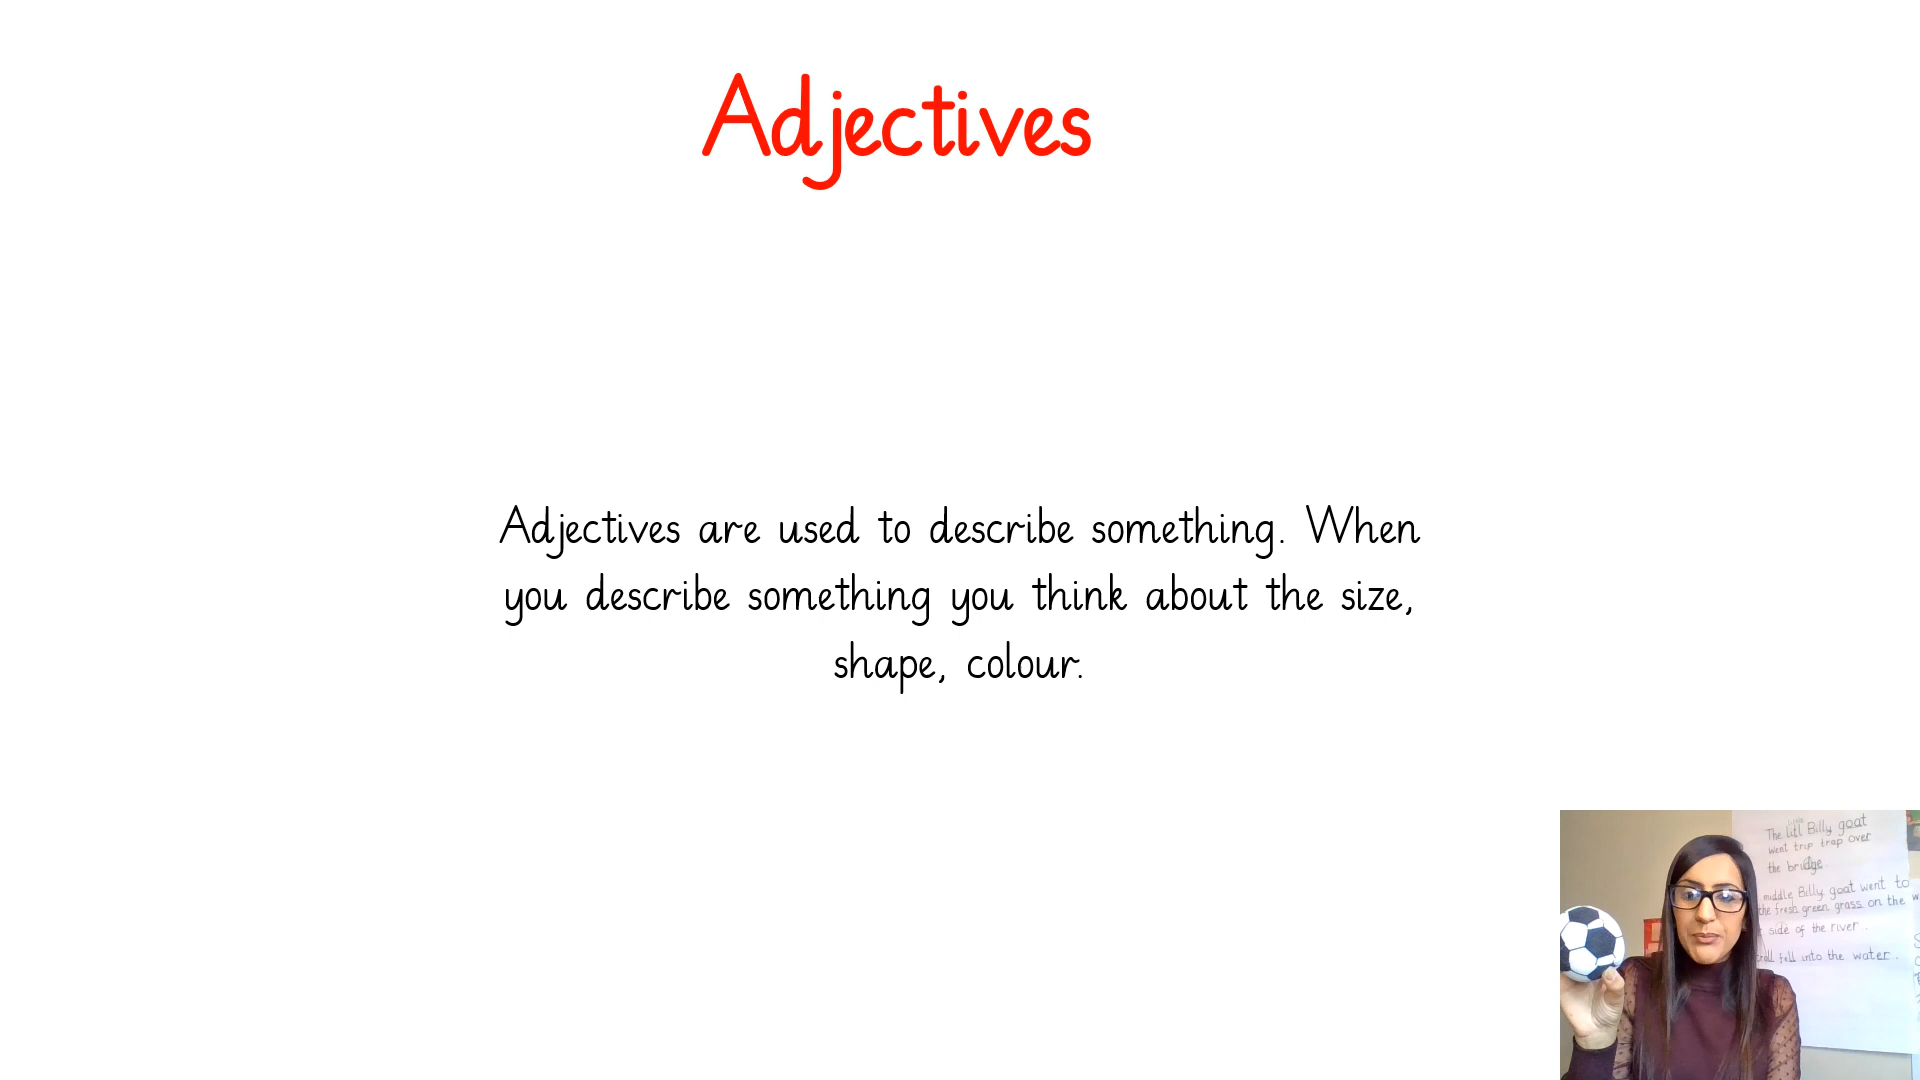 Adjectives
Adjectives are used to describe something. When
you describe something you think about the size,
shape, colour.
The litl Billy goat
went trip trap over
the bridge
middle Billy goat went to
the fresh green grass on the
side of the river.
troll fell into the water.